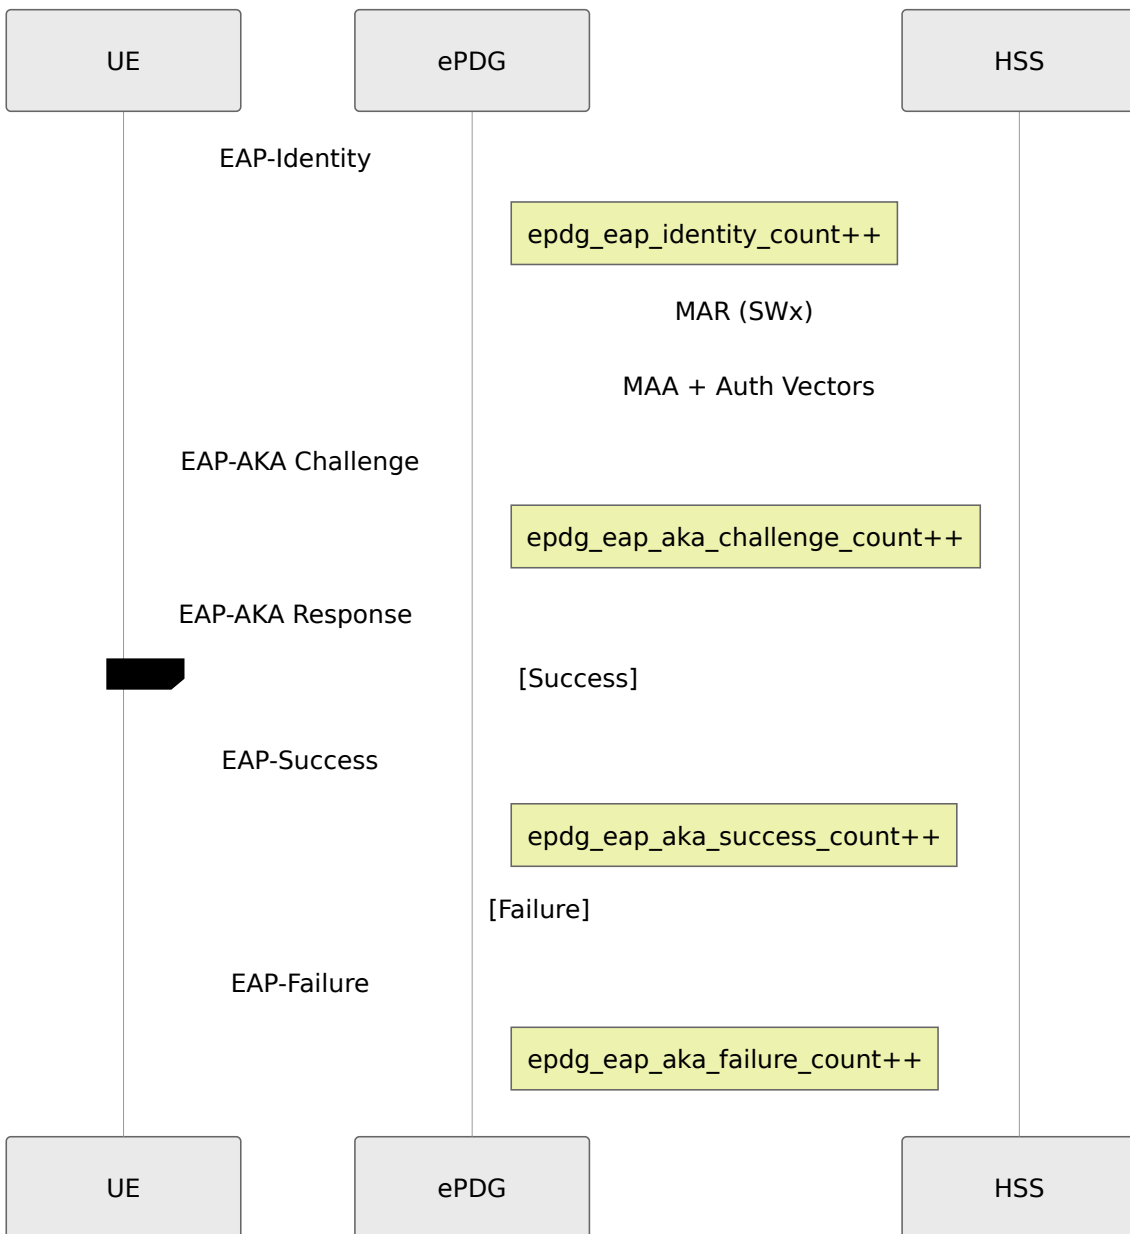 UE
ePDG
HSS
EAP-Identity
epdg_eap_identity_count++
MAR (SWx)
MAA + Auth Vectors
EAP-AKA Challenge
epdg_eap_aka_challenge_count++
EAP-AKA Response
[Success]
EAP-Success
epdg_eap_aka_success_count++
[Failure]
EAP-Failure
epdg_eap_aka_failure_count++
UE
ePDG
HSS